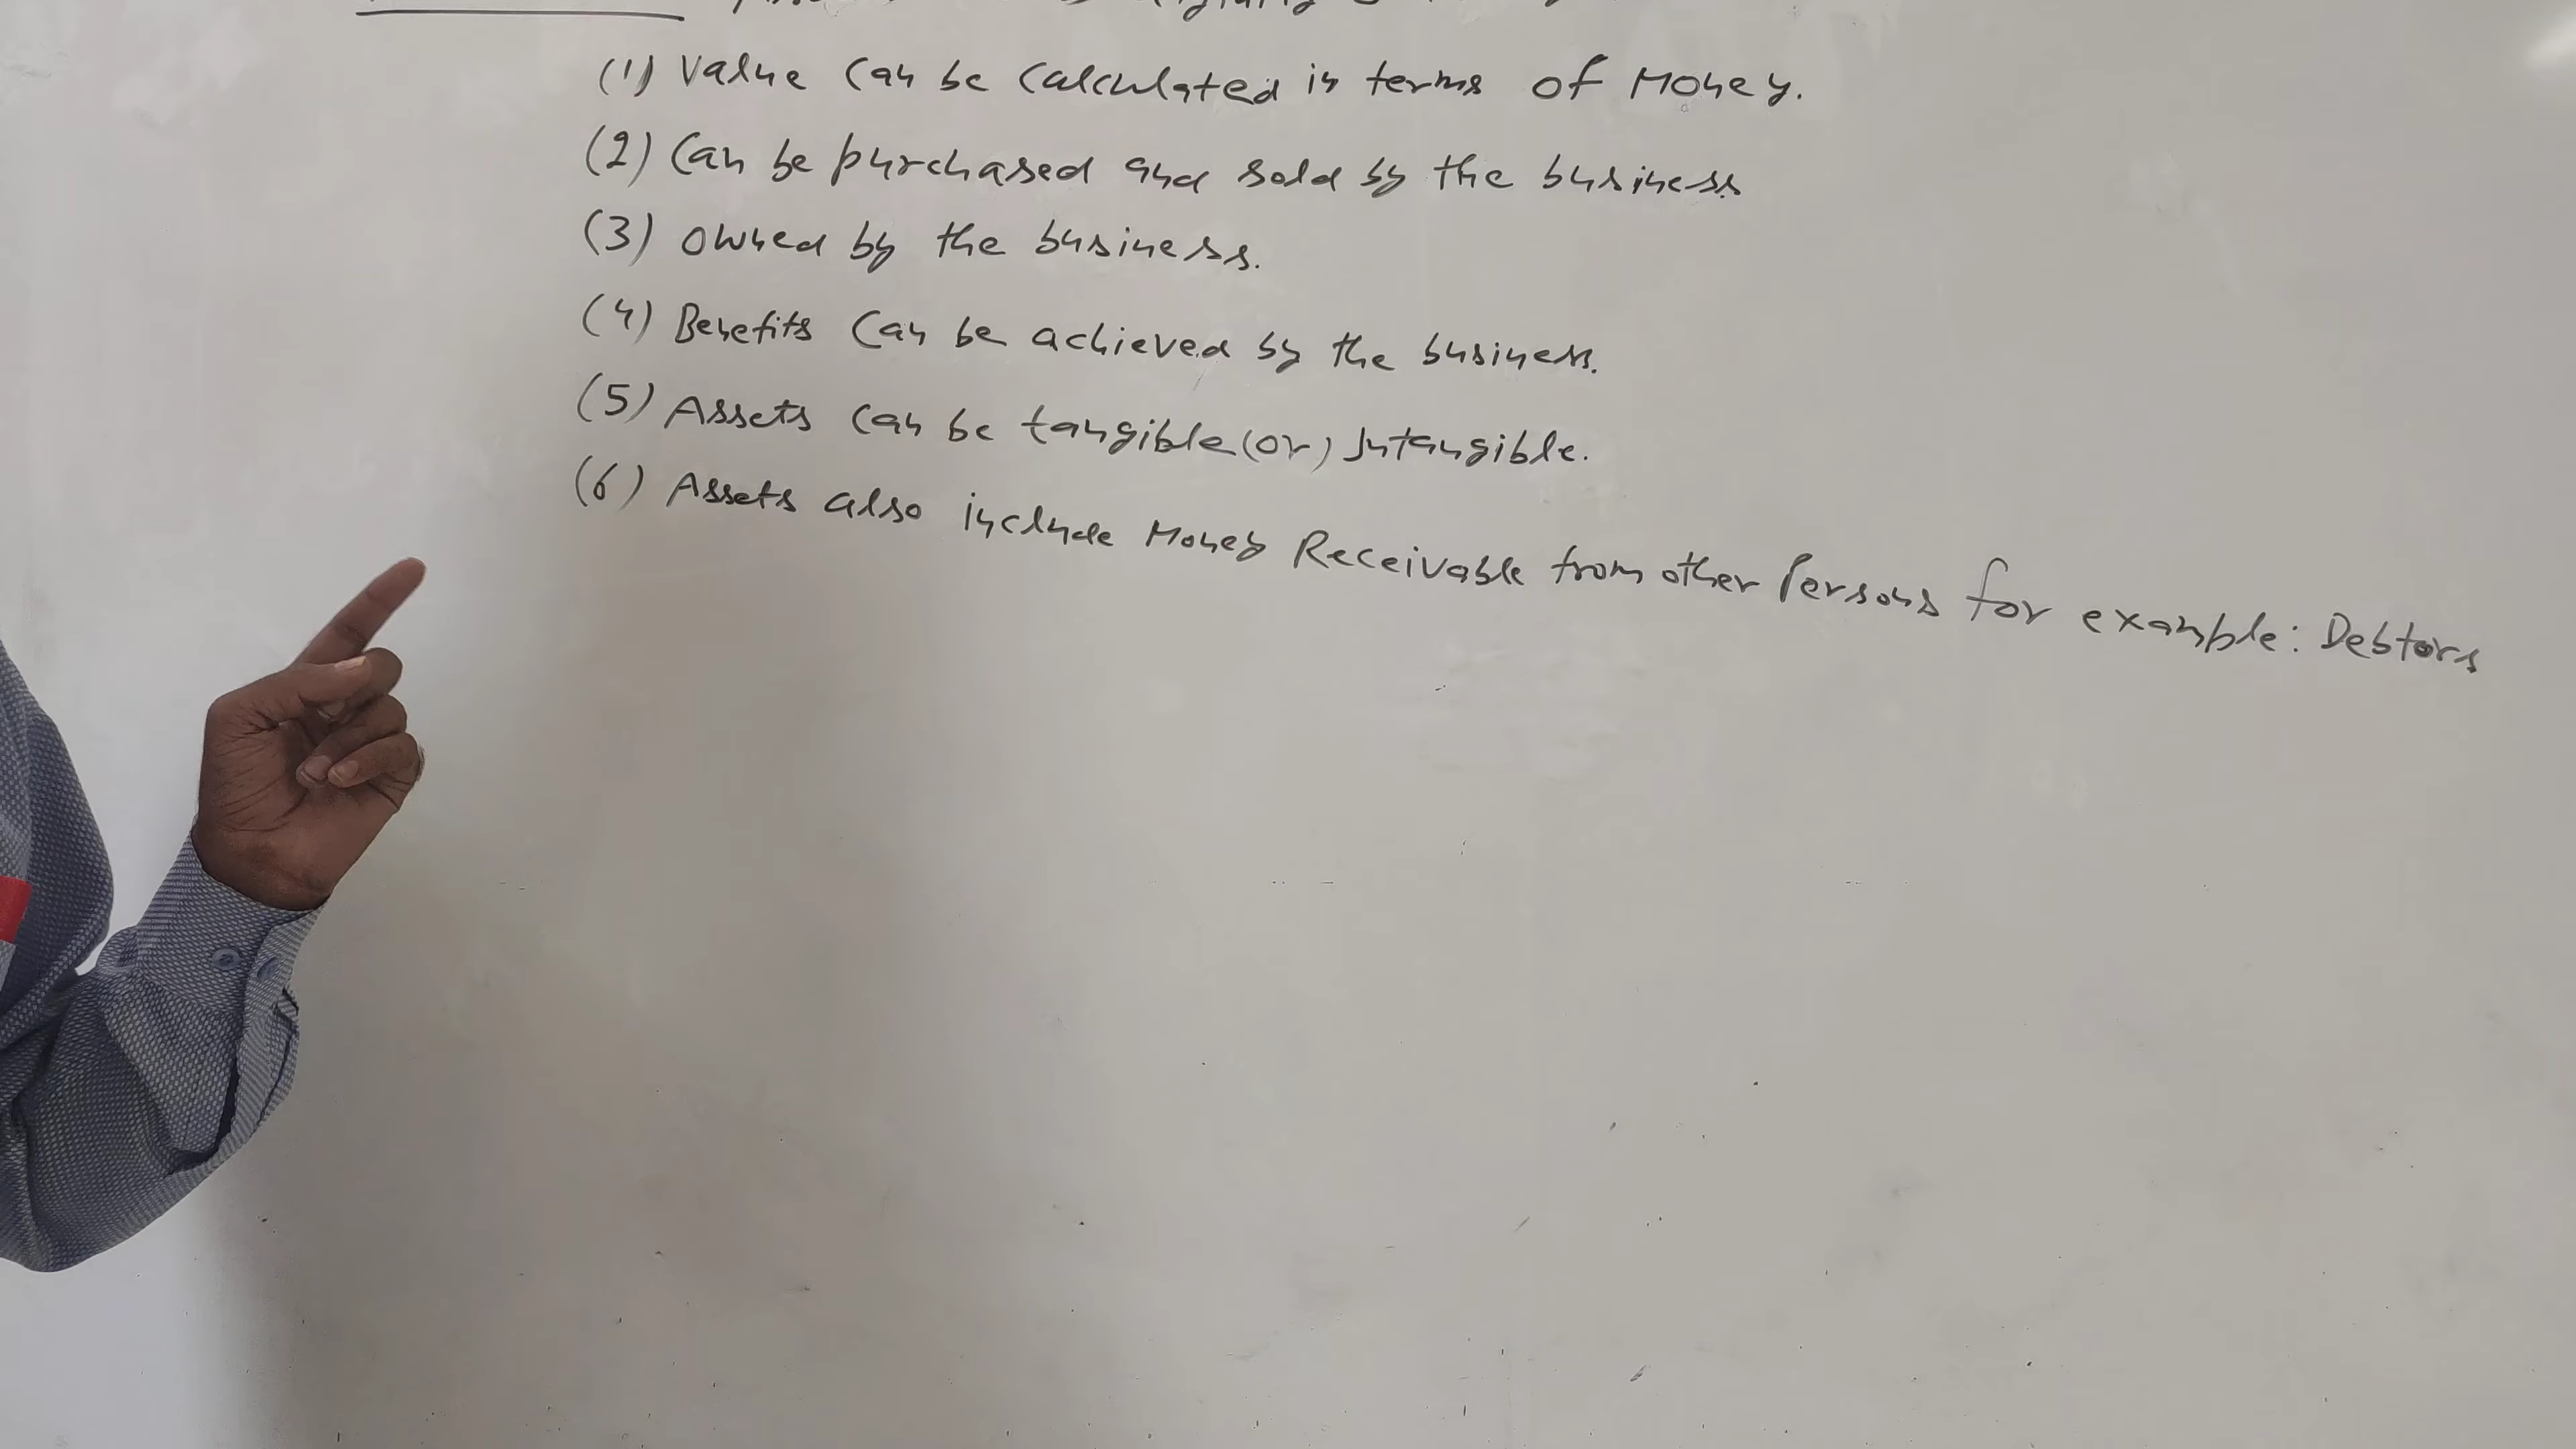 (1) Value can be calculated in terms of Money.
(2) Can be purchased and sold by the business
(3) Owned by the business.
(4) Benefits can be achieved by the business.
(5) Assets can be tangible (or) Intangible.
(6) Assets also include Money Receivable from other Persons for example: Debtors